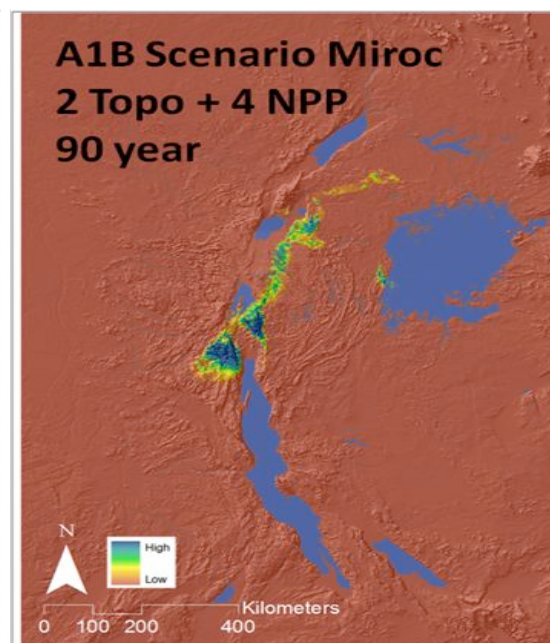 A1B Scenario Miroc
2 Topo + 4 NPP
90 year
N
High
Low
Kilometers
0 100 200 400